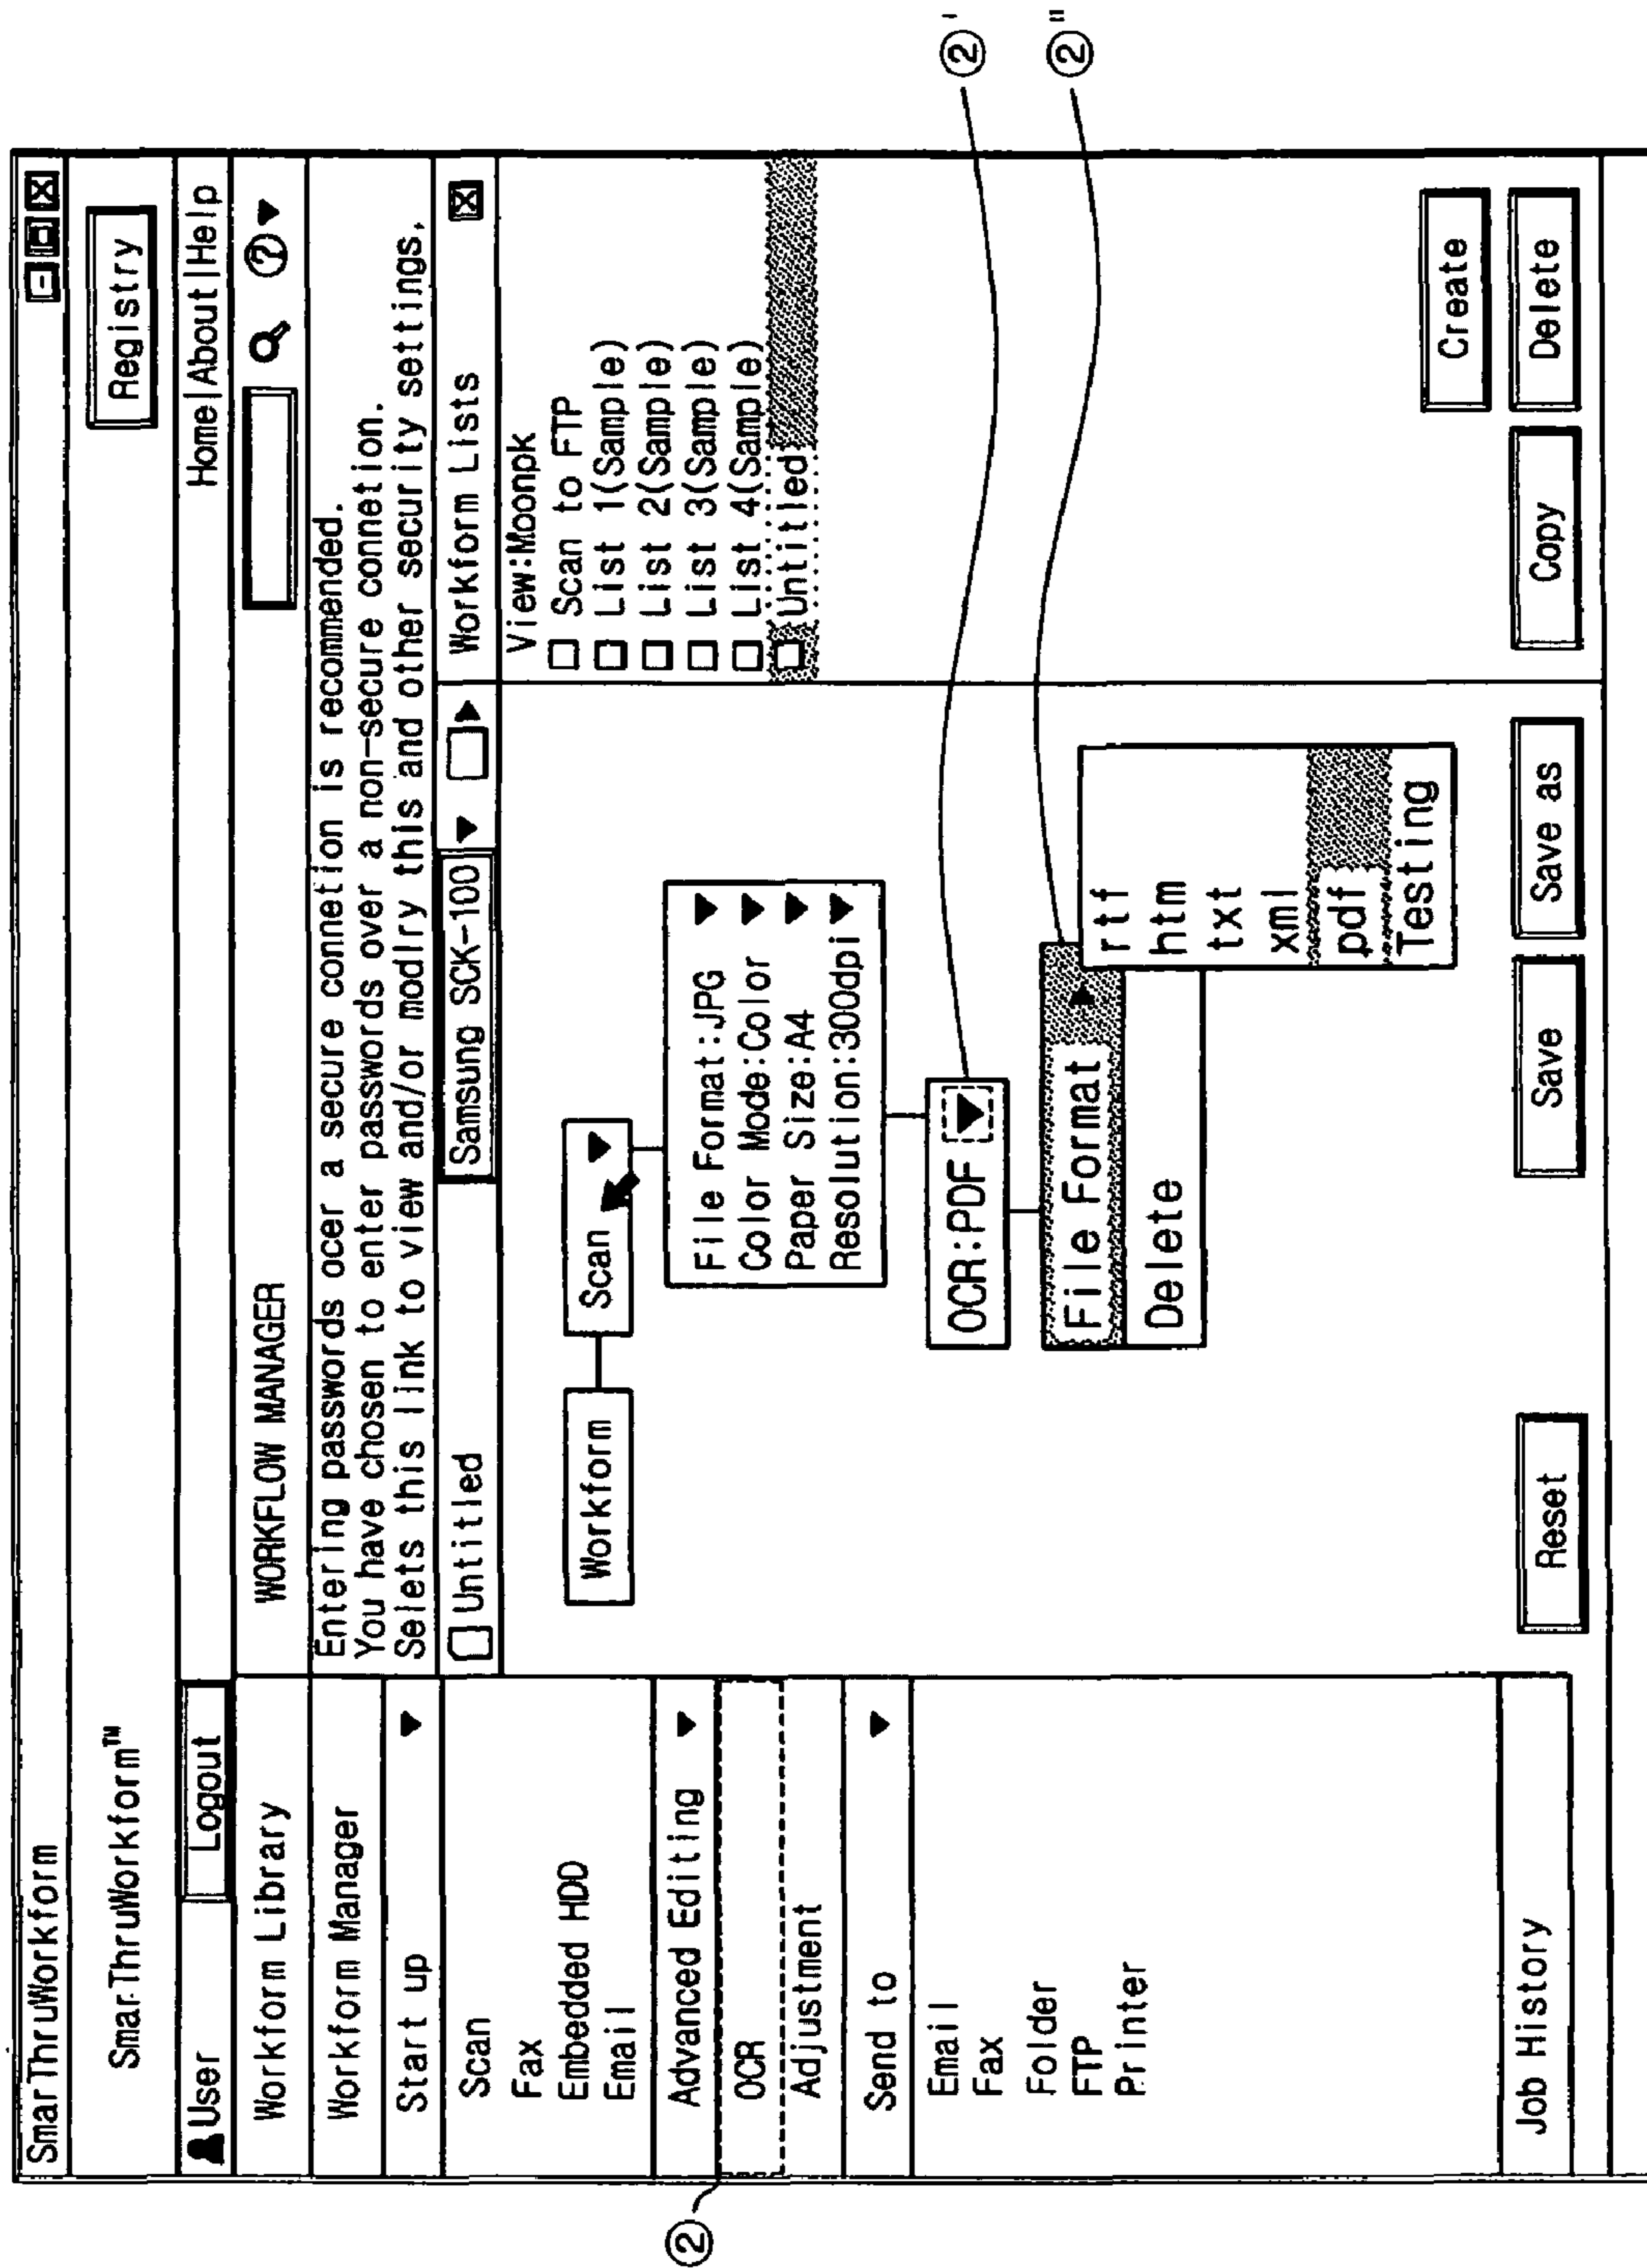 SmarThruWorkform
SmarThruWorkform™
Registry
User
Logout
Home|About|Help
Workform Library
WORKFLOW MANAGER
?
Workform Manager
Entering passwords ocer a secure connetion is recommended.
You have chosen to enter passwords over a non-secure connection.
Selets this link to view and/or modlry this and other security settings,
Start up
Untitled
Samsung SCK-100
Workform Lists
Scan
Fax
Embedded HDD
Email
Advanced Editing
OCR
Adjustment
Send to
Email
Fax
Folder
FTP
Printer
Job History
Workform
Scan
File Format:JPG
Color Mode:Color
Paper Size:A4
Resolution:300dpi
OCR:PDF
File Format
Delete
rtf
htm
txt
xml
pdf
Testing
Reset
Save
Save as
View:Moonpk
Scan to FTP
List 1(Sample)
List 2(Sample)
List 3(Sample)
List 4(Sample)
Untitled
Create
Copy
Delete
②
②'
②"